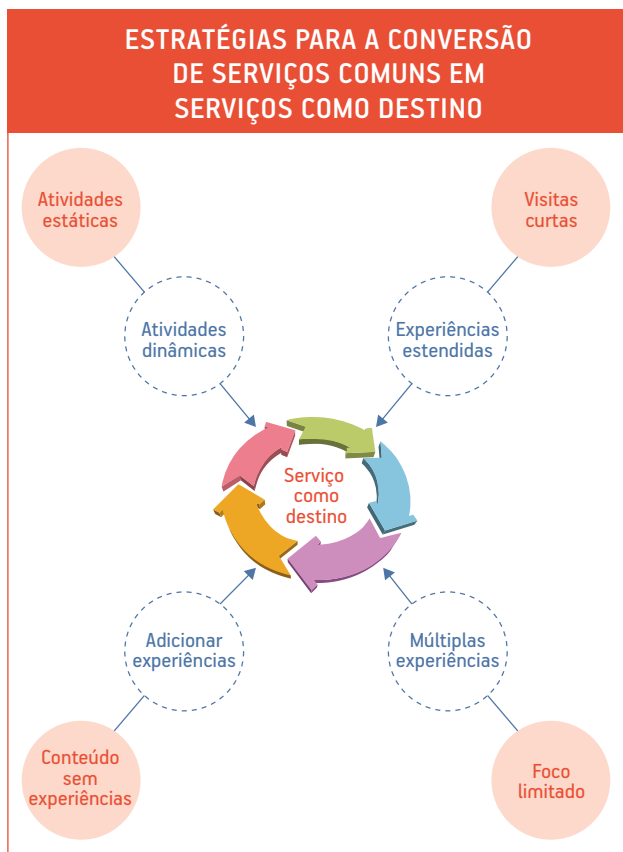 ESTRATÉGIAS PARA A CONVERSÃO
DE SERVIÇOS COMUNS EM
SERVIÇOS COMO DESTINO
Atividades
estáticas
Visitas
curtas
Atividades
dinâmicas
Experiências
estendidas
Serviço
como
destino
Adicionar
experiências
Múltiplas
experiências
Conteúdo
sem
experiências
Foco
limitado